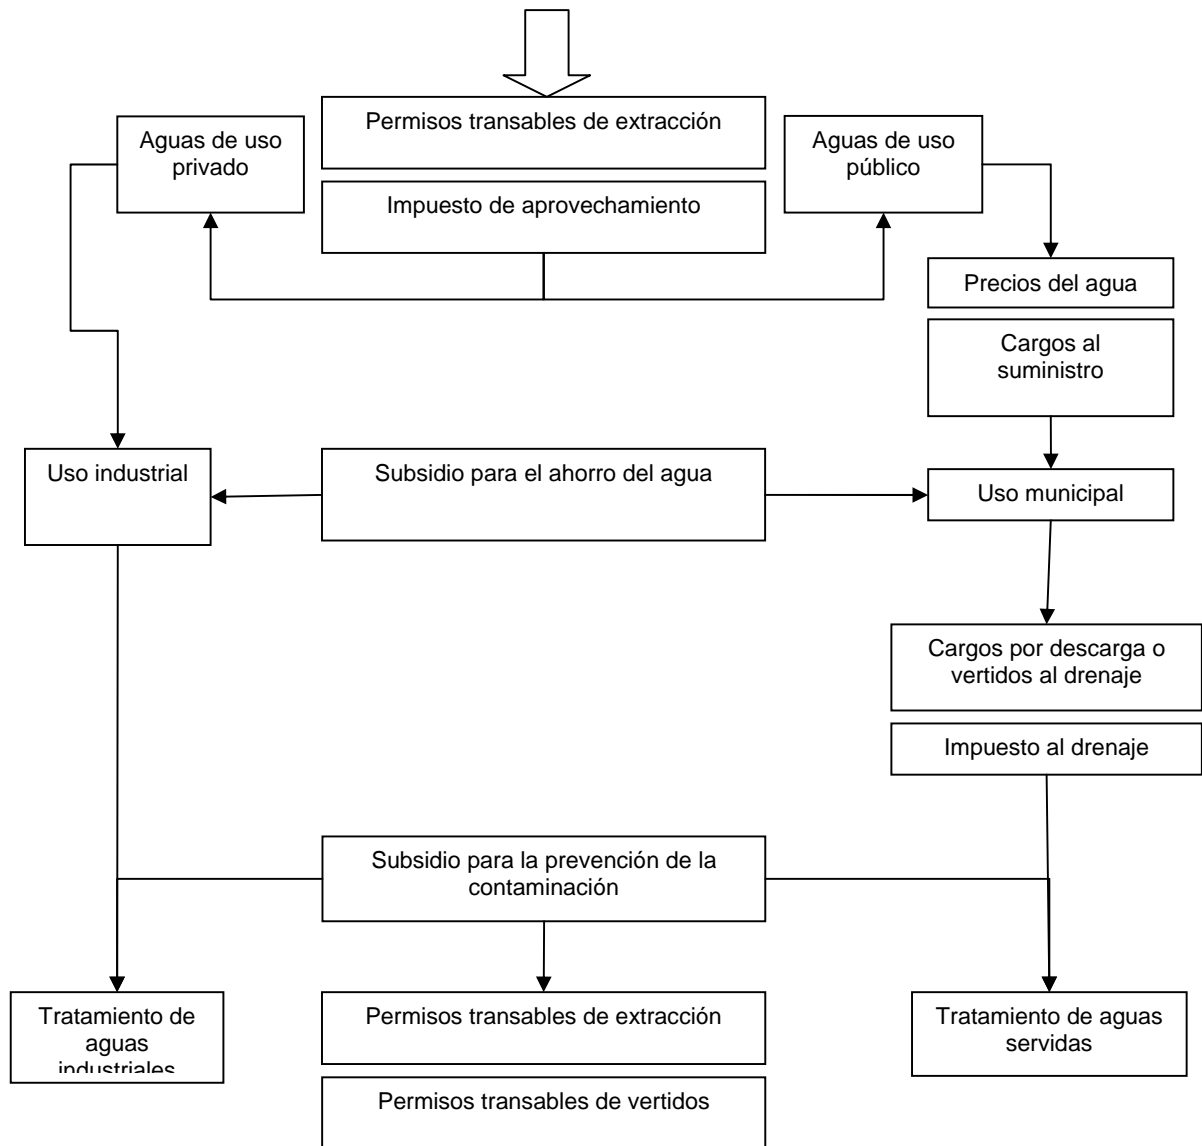 Permisos transables de extracción
Aguas de uso
privado
Aguas de uso
público
Impuesto de aprovechamiento
Precios del agua
Cargos al
suministro
Uso industrial
Subsidio para el ahorro del agua
Uso municipal
Cargos por descarga o
vertidos al drenaje
Impuesto al drenaje
Subsidio para la prevención de la
contaminación
Tratamiento de
aguas
industriales
Permisos transables de extracción
Tratamiento de aguas
servidas
Permisos transables de vertidos